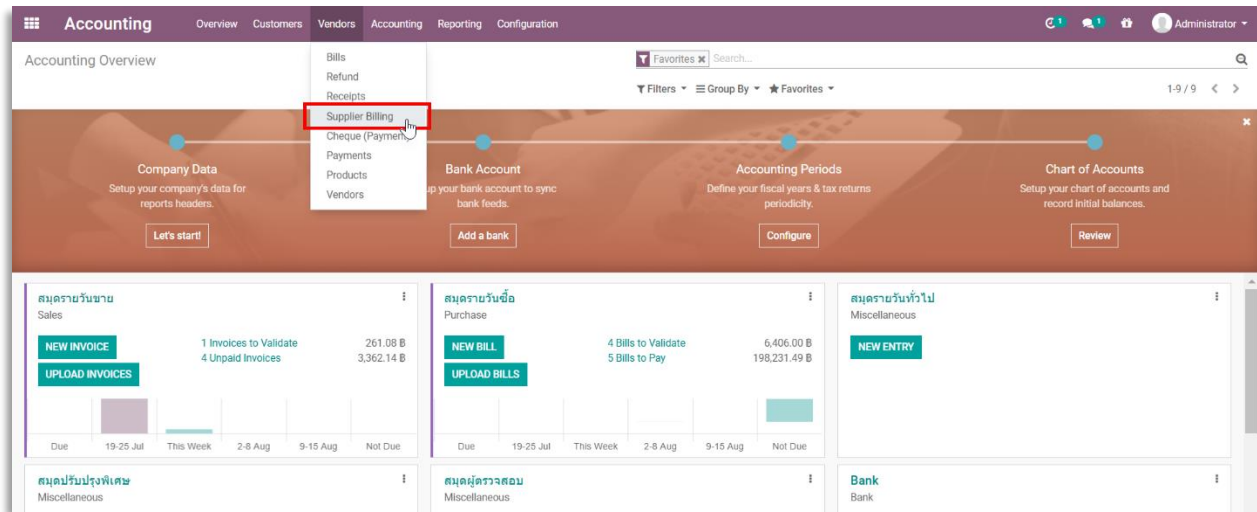 Accounting Overview Customers Vendors Accounting Reporting Configuration 1 1 Administrator
Accounting Overview
Favorites × Search...
Filters Group By Favorites 1-9 / 9
Bills
Refund
Receipts
Supplier Billing
Cheque (Payment)
Payments
Products
Vendors
Company Data
Setup your company's data for
reports headers.
Let's start!
Bank Account
up your bank account to sync
bank feeds.
Add a bank
Accounting Periods
Define your fiscal years & tax returns
periodicity.
Configure
Chart of Accounts
Setup your chart of accounts and
record initial balances.
Review
สมุดรายวันขาย
Sales
NEW INVOICE 1 Invoices to Validate 261.08 ฿
UPLOAD INVOICES 4 Unpaid Invoices 3,362.14 ฿
Due 19-25 Jul This Week 2-8 Aug 9-15 Aug Not Due
สมุดรายวันซื้อ
Purchase
NEW BILL 4 Bills to Validate 6,406.00 ฿
UPLOAD BILLS 5 Bills to Pay 198,231.49 ฿
Due 19-25 Jul This Week 2-8 Aug 9-15 Aug Not Due
สมุดรายวันทั่วไป
Miscellaneous
NEW ENTRY
สมุดปรับปรุงพิเศษ
Miscellaneous
สมุดผู้ตรวจสอบ
Miscellaneous
Bank
Bank